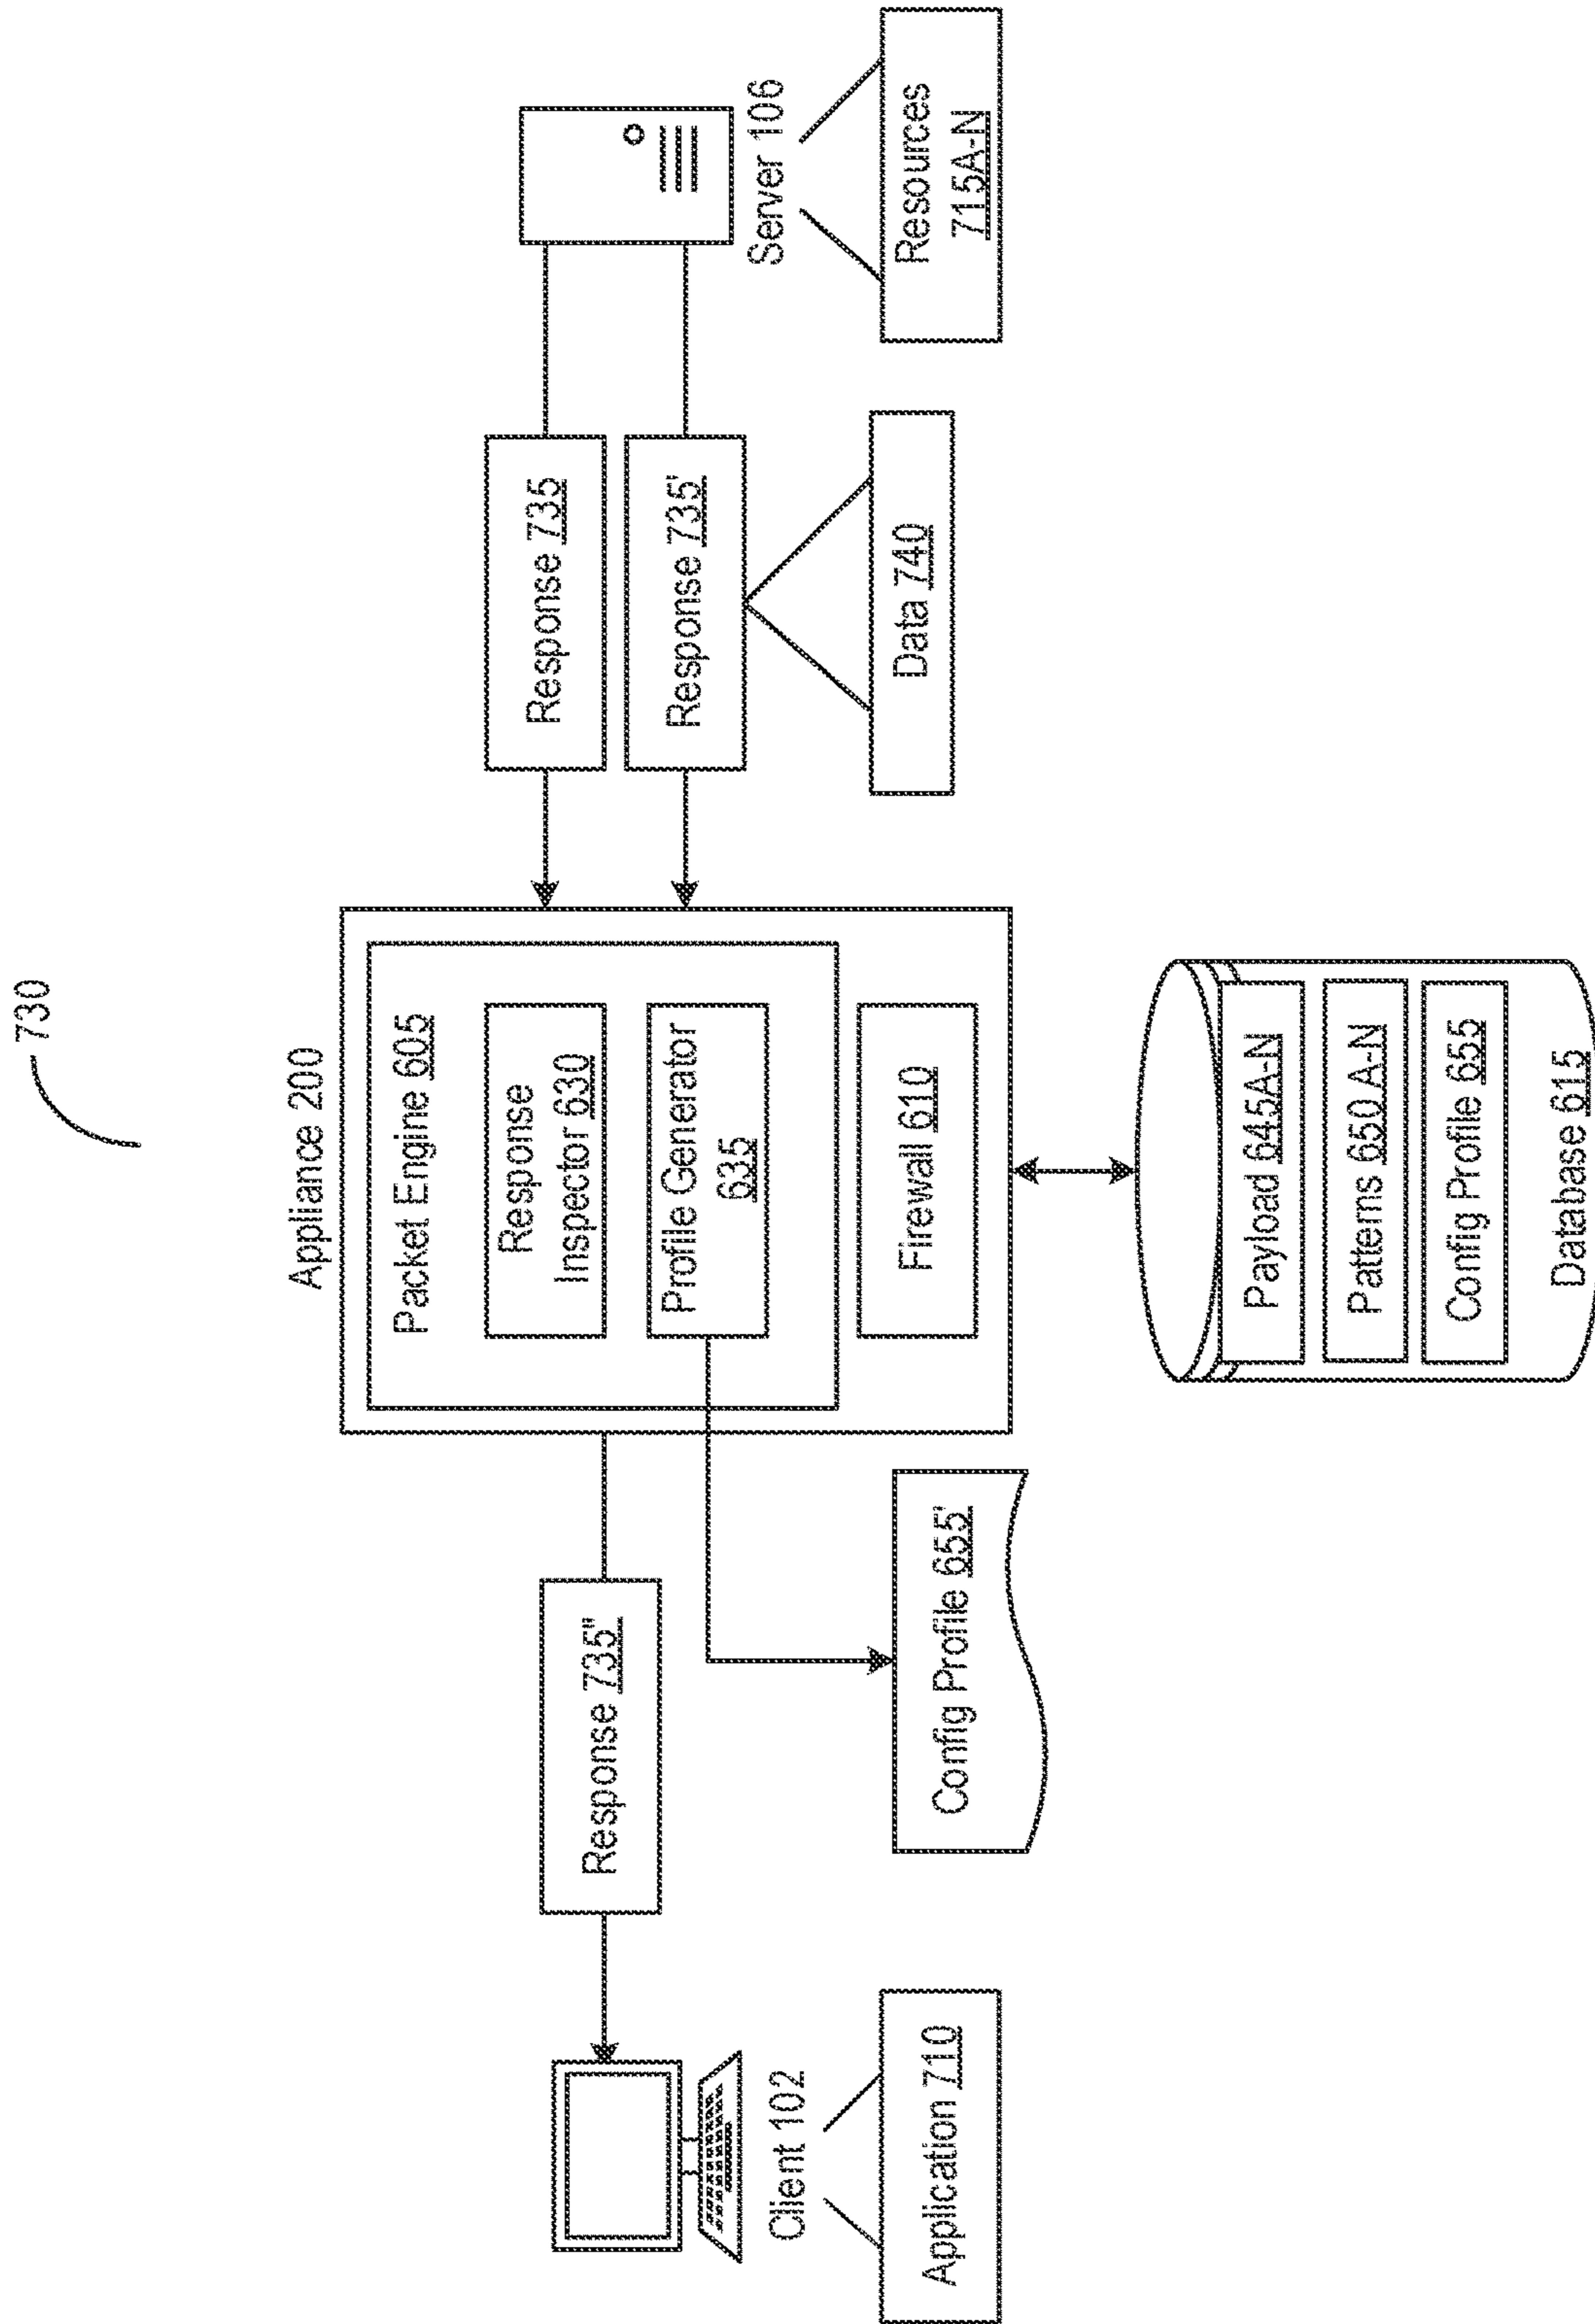 730
Appliance 200
Packet Engine 605
Response
Inspector 630
Profile Generator
635
Firewall 610
Response 735"
Config Profile 655'
Client 102
Application 710
Response 735
Response 735'
Data 740
Server 106
Resources
715A-N
Payload 645A-N
Patterns 650 A-N
Config Profile 655
Database 615